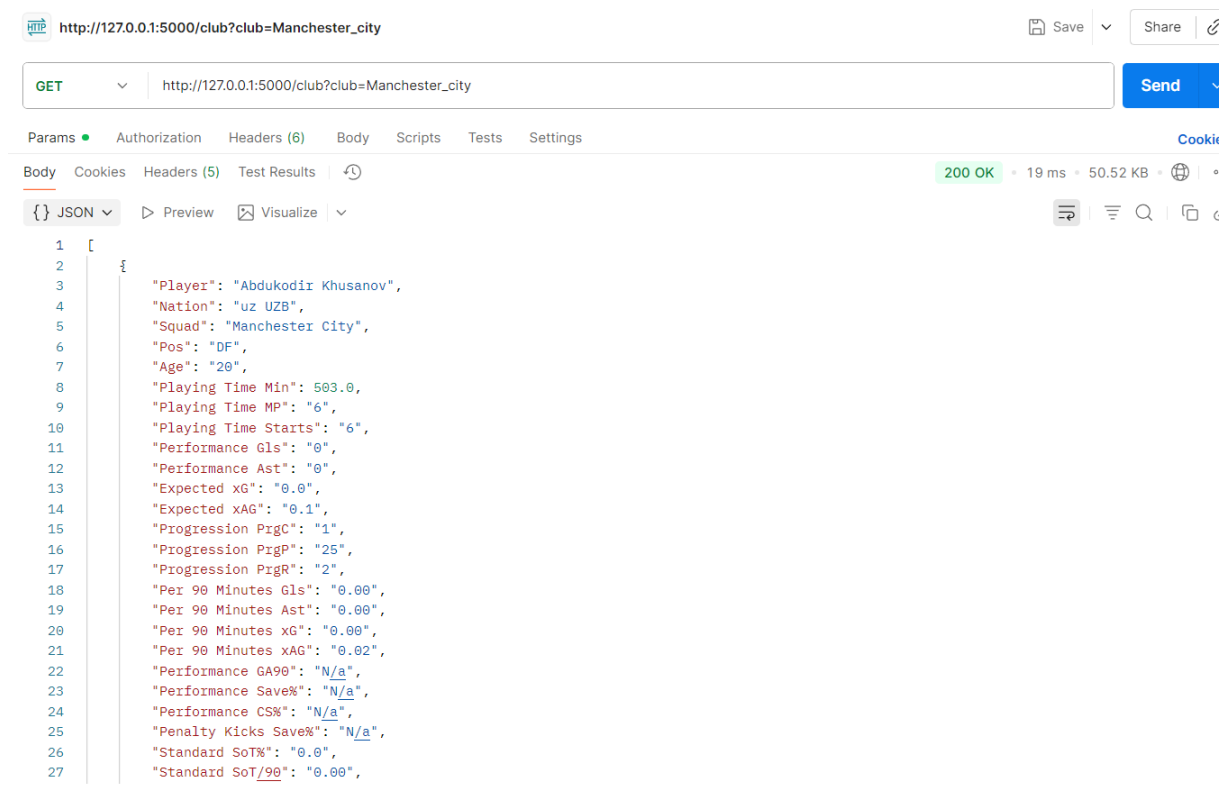 HTTP http://127.0.0.1:5000/club?club=Manchester_city Save Share
GET http://127.0.0.1:5000/club?club=Manchester_city Send
Params Authorization Headers (6) Body Scripts Tests Settings Cookie
Body Cookies Headers (5) Test Results 200 OK 19 ms 50.52 KB
{} JSON Preview Visualize
1 [
2 {
3 "Player": "Abdukodir Khusanov",
4 "Nation": "uz UZB",
5 "Squad": "Manchester City",
6 "Pos": "DF",
7 "Age": "20",
8 "Playing Time Min": 503.0,
9 "Playing Time MP": "6",
10 "Playing Time Starts": "6",
11 "Performance Gls": "0",
12 "Performance Ast": "0",
13 "Expected xG": "0.0",
14 "Expected xAG": "0.1",
15 "Progression PrgC": "1",
16 "Progression PrgP": "25",
17 "Progression PrgR": "2",
18 "Per 90 Minutes Gls": "0.00",
19 "Per 90 Minutes Ast": "0.00",
20 "Per 90 Minutes xG": "0.00",
21 "Per 90 Minutes xAG": "0.02",
22 "Performance GA90": "N/a",
23 "Performance Save%": "N/a",
24 "Performance CS%": "N/a",
25 "Penalty Kicks Save%": "N/a",
26 "Standard SoT%": "0.0",
27 "Standard SoT/90": "0.00",